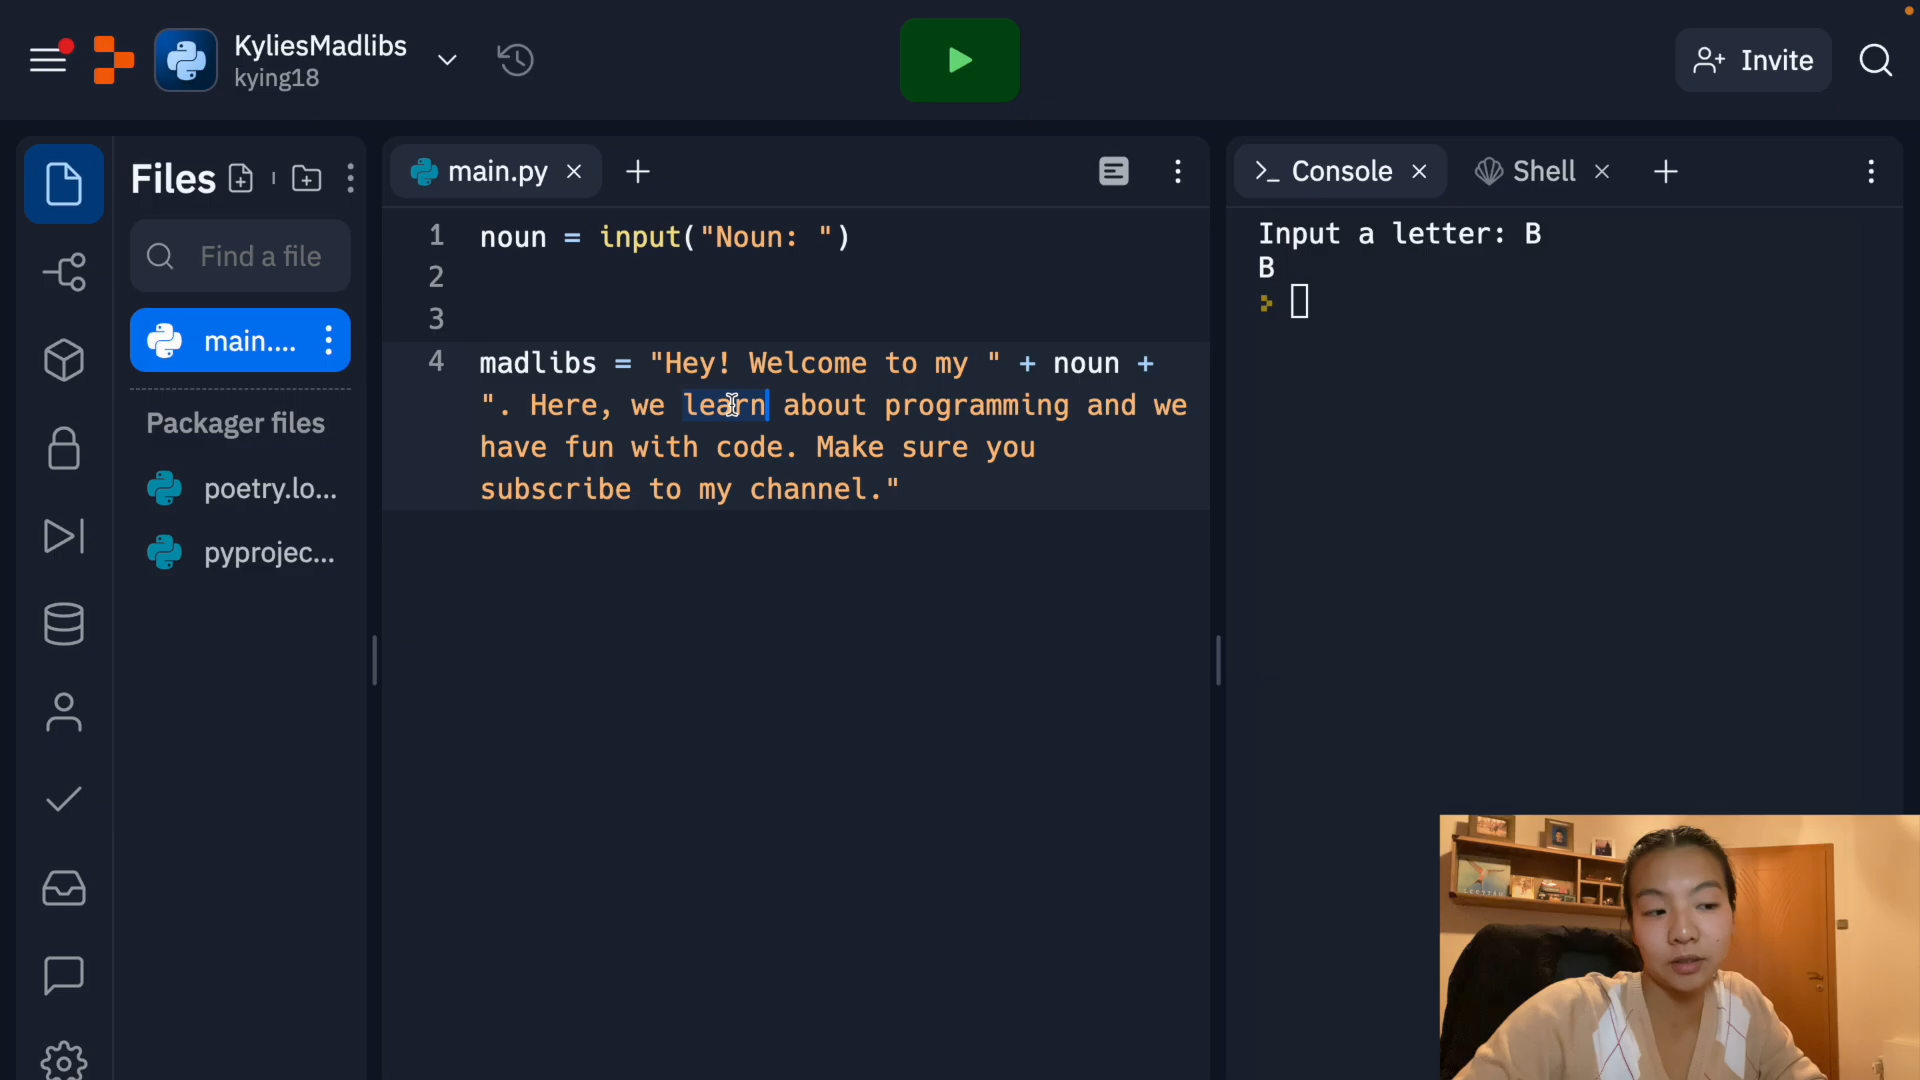 KyliesMadlibs
kying18
Invite
Files
main.py
Console
Shell
Find a file
main....
Packager files
poetry.lo...
pyprojec...
1 noun = input("Noun: ")
2
3
4 madlibs = "Hey! Welcome to my " + noun +
". Here, we learn about programming and we
have fun with code. Make sure you
subscribe to my channel."
Input a letter: B
B